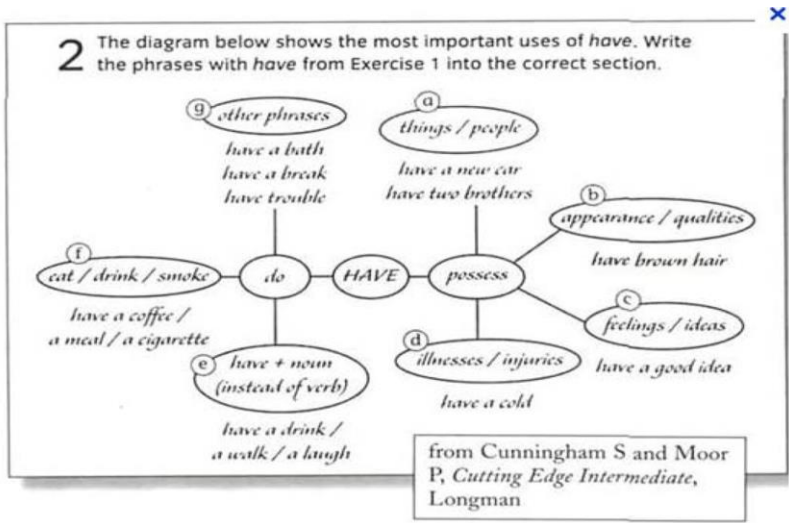 2 The diagram below shows the most important uses of have. Write
the phrases with have from Exercise 1 into the correct section.
g other phrases
have a bath
have a break
have trouble
a things / people
have a new car
have two brothers
b appearance / qualities
have brown hair
f eat / drink / smoke
have a coffee /
a meal / a cigarette
do
HAVE
possess
c feelings / ideas
have a good idea
e have + noun
(instead of verb)
have a drink /
a walk / a laugh
d illnesses / injuries
have a cold
from Cunningham S and Moor
P, Cutting Edge Intermediate,
Longman